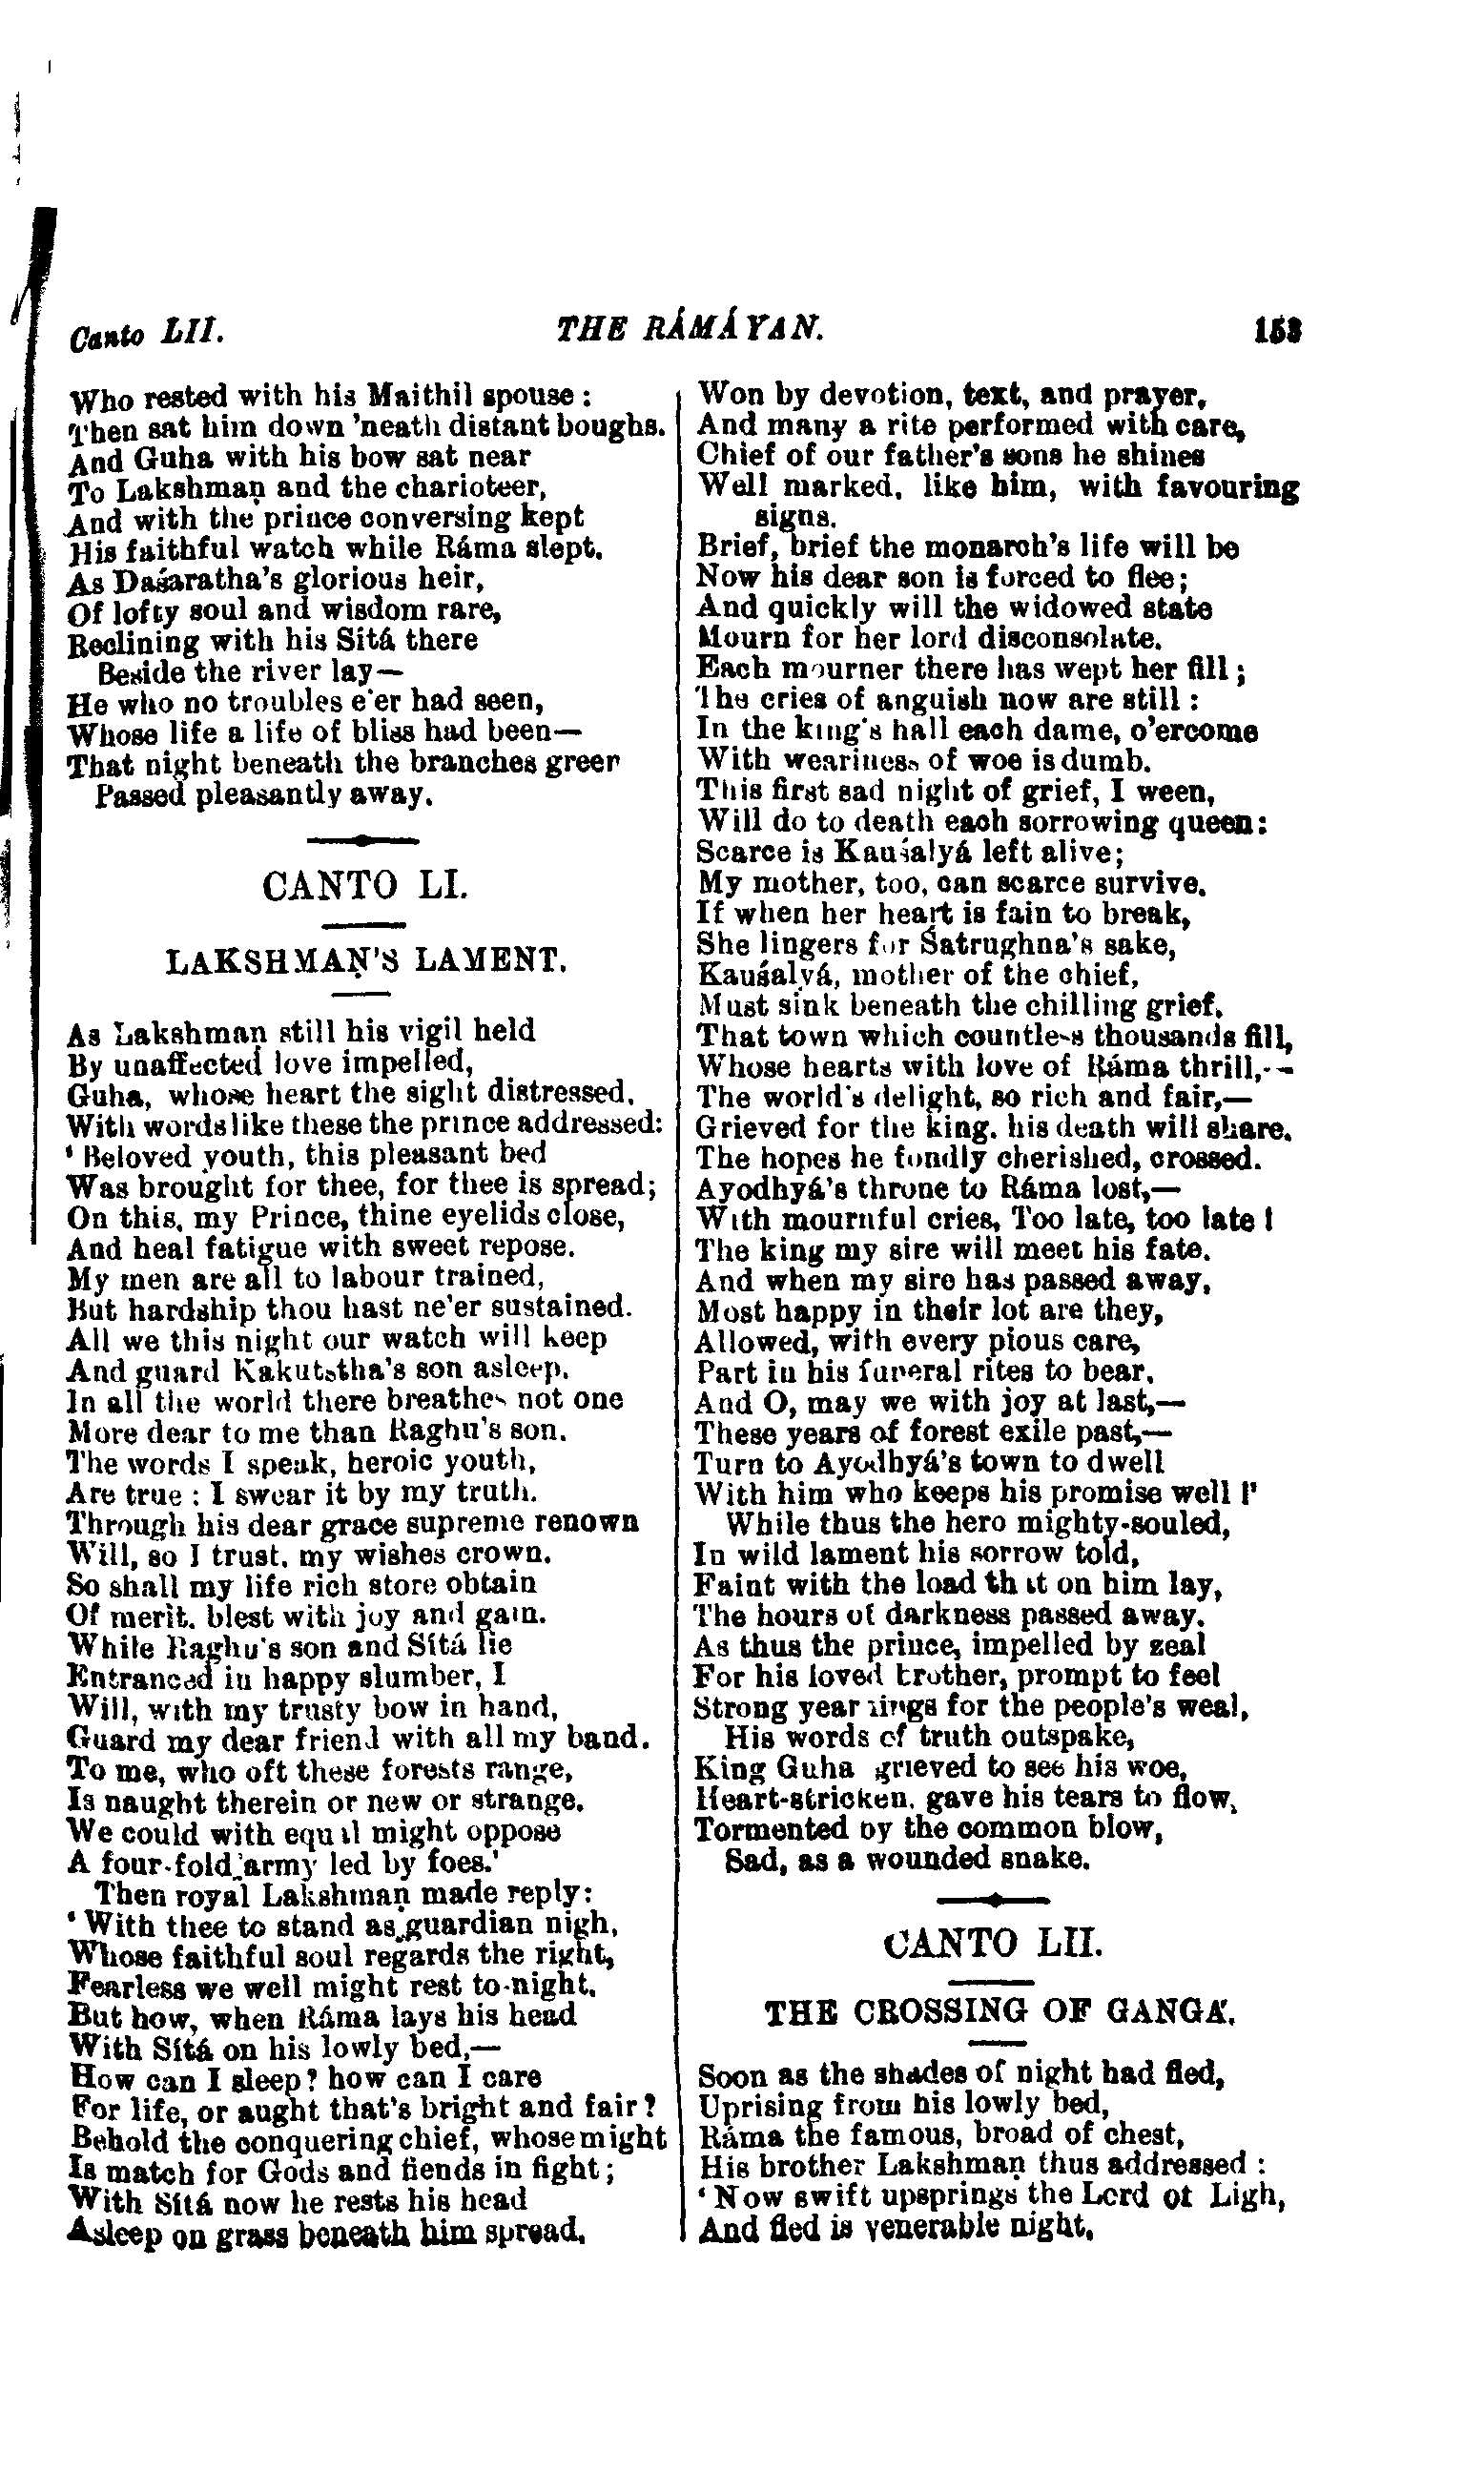 Canto LII.
THE RÁMÁYAN.
153
Who rested with his Maithil spouse :
Then sat him down 'neath distant boughs.
And Guha with his bow sat near
To Lakshmaṇ and the charioteer,
And with the prince conversing kept
His faithful watch while Ráma slept.
As Daśaratha's glorious heir,
Of lofty soul and wisdom rare,
Reclining with his Sitá there
Beside the river lay—
He who no troubles e'er had seen,
Whose life a life of bliss had been—
That night beneath the branches green
Passed pleasantly away.
CANTO LI.
LAKSHMAṆ'S LAMENT.
As Lakshmaṇ still his vigil held
By unaffected love impelled,
Guha, whose heart the sight distressed,
With words like these the prince addressed:
' Beloved youth, this pleasant bed
Was brought for thee, for thee is spread;
On this, my Prince, thine eyelids close,
And heal fatigue with sweet repose.
My men are all to labour trained,
But hardship thou hast ne'er sustained.
All we this night our watch will keep
And guard Kakutstha's son asleep.
In all the world there breathes not one
More dear to me than Raghu's son.
The words I speak, heroic youth,
Are true : I swear it by my truth.
Through his dear grace supreme renown
Will, so I trust, my wishes crown.
So shall my life rich store obtain
Of merit, blest with joy and gain.
While Raghu's son and Sítá lie
Entranced in happy slumber, I
Will, with my trusty bow in hand,
Guard my dear friend with all my band.
To me, who oft these forests range,
Is naught therein or new or strange.
We could with equal might oppose
A four-fold army led by foes.'
Then royal Lakshmaṇ made reply:
' With thee to stand as guardian nigh,
Whose faithful soul regards the right,
Fearless we well might rest to-night.
But how, when Ráma lays his head
With Sítá on his lowly bed,—
How can I sleep? how can I care
For life, or aught that's bright and fair?
Behold the conquering chief, whose might
Is match for Gods and fiends in fight;
With Sítá now he rests his head
Asleep on grass beneath him spread.
Won by devotion, text, and prayer,
And many a rite performed with care,
Chief of our father's sons he shines
Well marked, like him, with favouring
signs.
Brief, brief the monarch's life will be
Now his dear son is forced to flee;
And quickly will the widowed state
Mourn for her lord disconsolate.
Each mourner there has wept her fill ;
The cries of anguish now are still :
In the king's hall each dame, o'ercome
With weariness of woe is dumb.
This first sad night of grief, I ween,
Will do to death each sorrowing queen:
Scarce is Kauśalyá left alive;
My mother, too, can scarce survive.
If when her heart is fain to break,
She lingers for Śatrughna's sake,
Kauśalyá, mother of the chief,
Must sink beneath the chilling grief.
That town which countless thousands fill,
Whose hearts with love of Ráma thrill,—
The world's delight, so rich and fair,—
Grieved for the king, his death will share.
The hopes he fondly cherished, crossed.
Ayodhyá's throne to Ráma lost,—
With mournful cries, Too late, too late !
The king my sire will meet his fate.
And when my sire has passed away,
Most happy in their lot are they,
Allowed, with every pious care,
Part in his funeral rites to bear.
And O, may we with joy at last,—
These years of forest exile past,—
Turn to Ayodhyá's town to dwell
With him who keeps his promise well !'
While thus the hero mighty-souled,
In wild lament his sorrow told,
Faint with the load that on him lay,
The hours of darkness passed away.
As thus the prince, impelled by zeal
For his loved brother, prompt to feel
Strong yearnings for the people's weal,
His words of truth outspake,
King Guha grieved to see his woe,
Heart-stricken, gave his tears to flow,
Tormented by the common blow,
Sad, as a wounded snake.
CANTO LII.
THE CROSSING OF GANGÁ.
Soon as the shades of night had fled,
Uprising from his lowly bed,
Ráma the famous, broad of chest,
His brother Lakshmaṇ thus addressed :
' Now swift upsprings the Lord of Ligh,
And fled is venerable night.